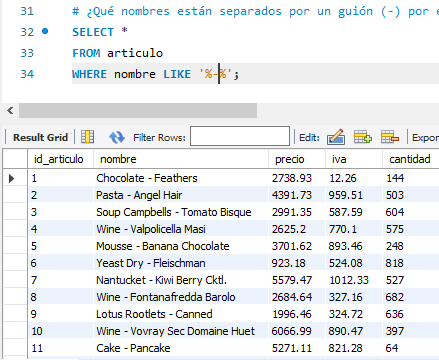 31 # ¿Qué nombres están separados por un guión (-) por e
32 SELECT *
33 FROM articulo
34 WHERE nombre LIKE '%-%';
Result Grid Filter Rows: Edit: Expor
id_articulo nombre precio iva cantidad
1 Chocolate - Feathers 2738.93 12.26 144
2 Pasta - Angel Hair 4391.73 959.51 503
3 Soup Campbells - Tomato Bisque 2991.35 587.59 604
4 Wine - Valpolicella Masi 2625.2 770.1 575
5 Mousse - Banana Chocolate 3701.62 893.46 248
6 Yeast Dry - Fleischman 923.18 524.08 818
7 Nantucket - Kiwi Berry Cktl. 5579.47 1012.33 527
8 Wine - Fontanafredda Barolo 2684.64 327.16 682
9 Lotus Rootlets - Canned 1996.46 324.72 636
10 Wine - Vovray Sec Domaine Huet 6066.99 890.47 397
11 Cake - Pancake 5271.11 821.28 64